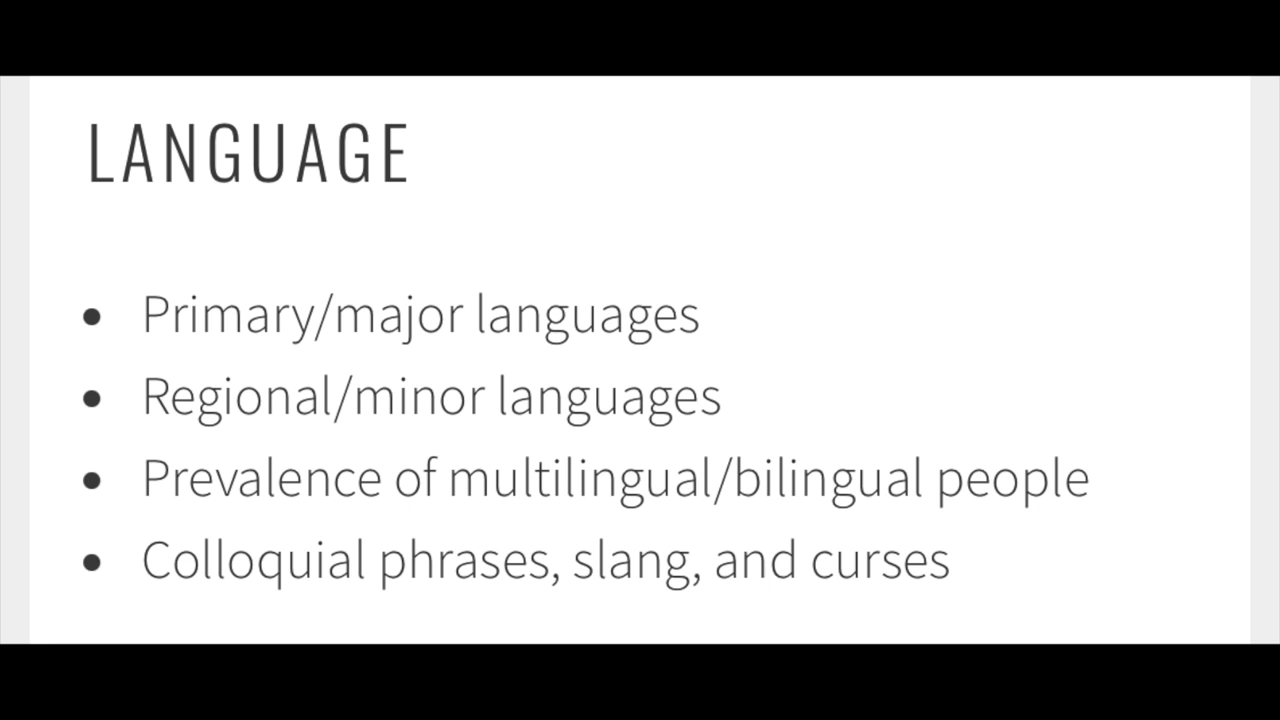 LANGUAGE
• Primary/major languages
• Regional/minor languages
• Prevalence of multilingual/bilingual people
• Colloquial phrases, slang, and curses